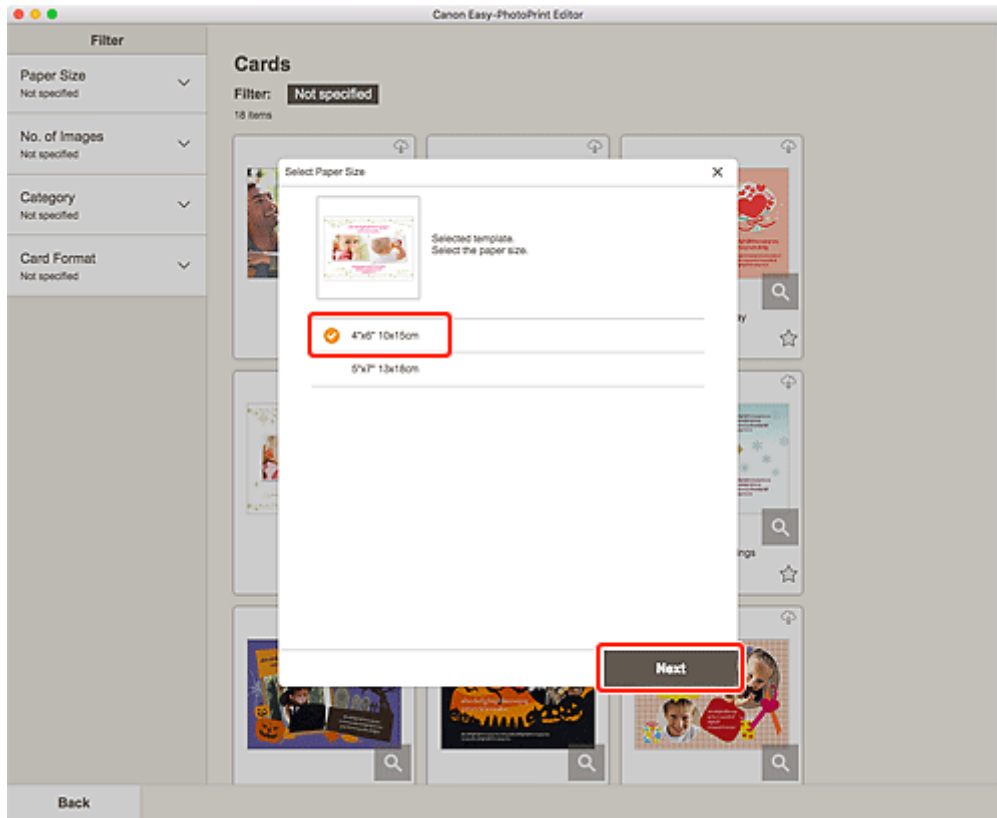 Canon Easy-PhotoPrint Editor
Filter
Paper Size
Not specified
No. of Images
Not specified
Category
Not specified
Card Format
Not specified
Cards
Filter: Not specified
18 items
Select Paper Size
Selected template.
Select the paper size.
4"x6" 10x15cm
5"x7" 13x18cm
Next
Back